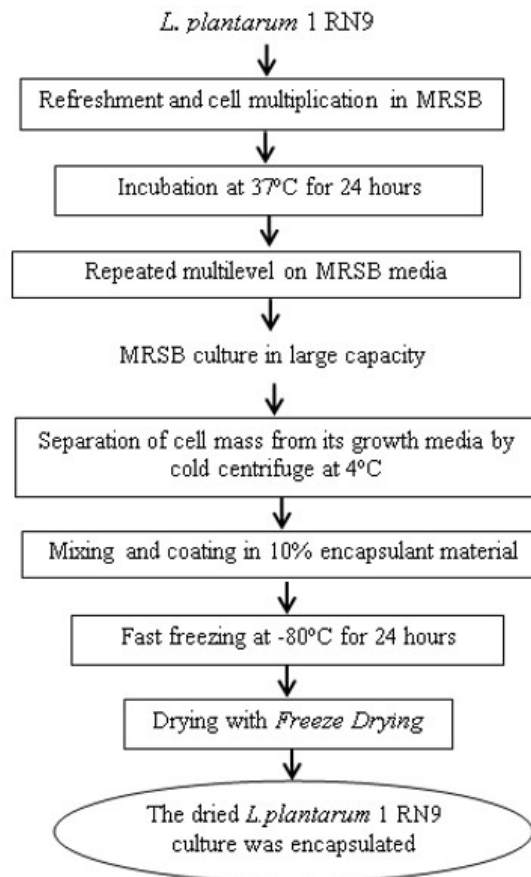 L. plantarum 1 RN9
Refreshment and cell multiplication in MRSB
Incubation at 37ºC for 24 hours
Repeated multilevel on MRSB media
MRSB culture in large capacity
Separation of cell mass from its growth media by
cold centrifuge at 4ºC
Mixing and coating in 10% encapsulant material
Fast freezing at -80ºC for 24 hours
Drying with Freeze Drying
The dried L.plantarum 1 RN9
culture was encapsulated